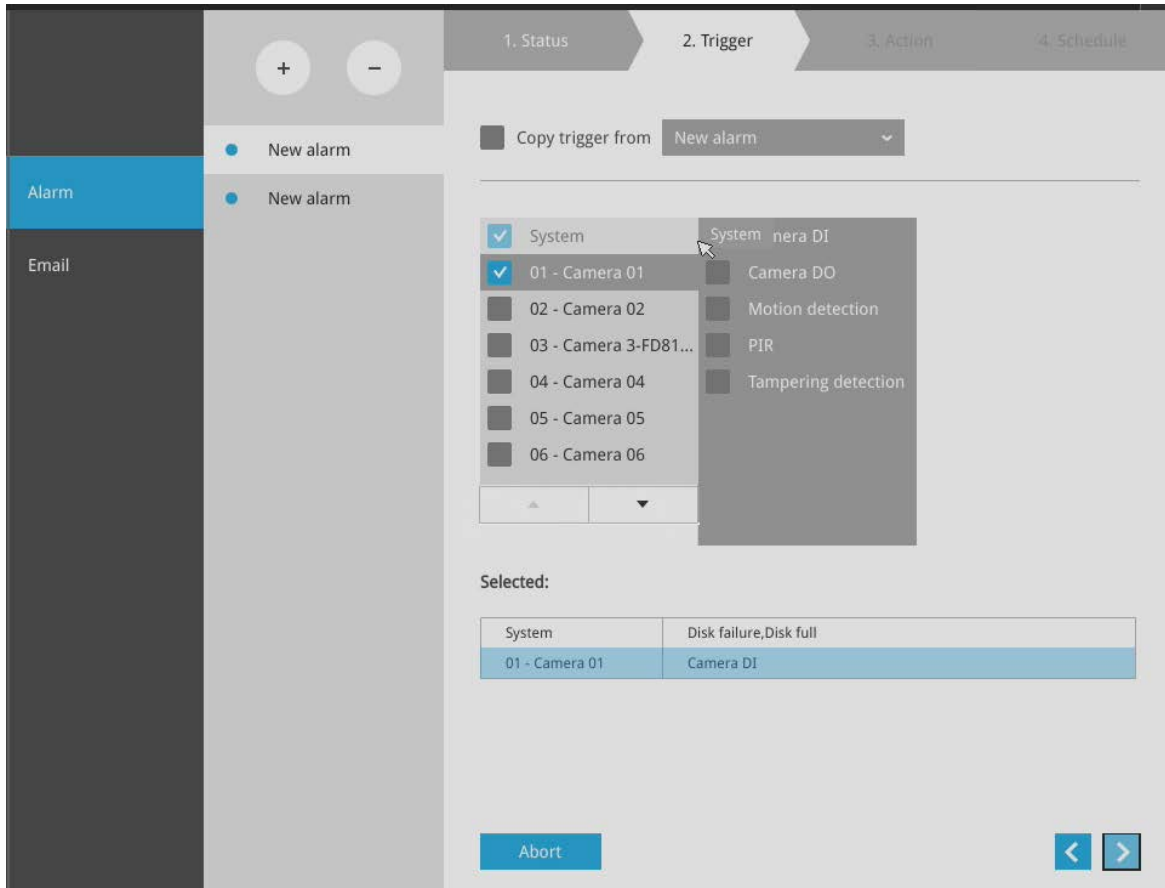 1. Status
2. Trigger
3. Action
4. Schedule
+
-
Copy trigger from
New alarm
New alarm
New alarm
Alarm
Email
System
01 - Camera 01
02 - Camera 02
03 - Camera 3-FD81...
04 - Camera 04
05 - Camera 05
06 - Camera 06
System
nera DI
Camera DO
Motion detection
PIR
Tampering detection
Selected:
System Disk failure,Disk full
01 - Camera 01 Camera DI
Abort
< >